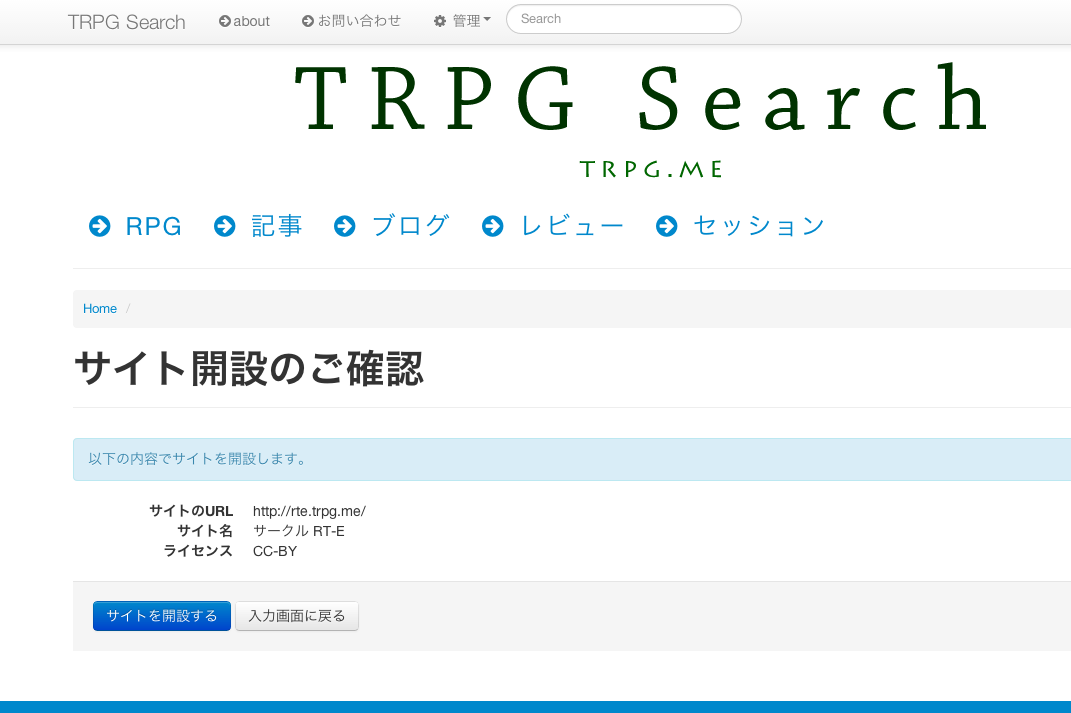 TRPG Search about お問い合わせ 管理 Search
TRPG Search
TRPG.ME
RPG 記事 ブログ レビュー セッション
Home /
サイト開設のご確認
以下の内容でサイトを開設します。
サイトのURL http://rte.trpg.me/
サイト名 サークル RT-E
ライセンス CC-BY
サイトを開設する 入力画面に戻る